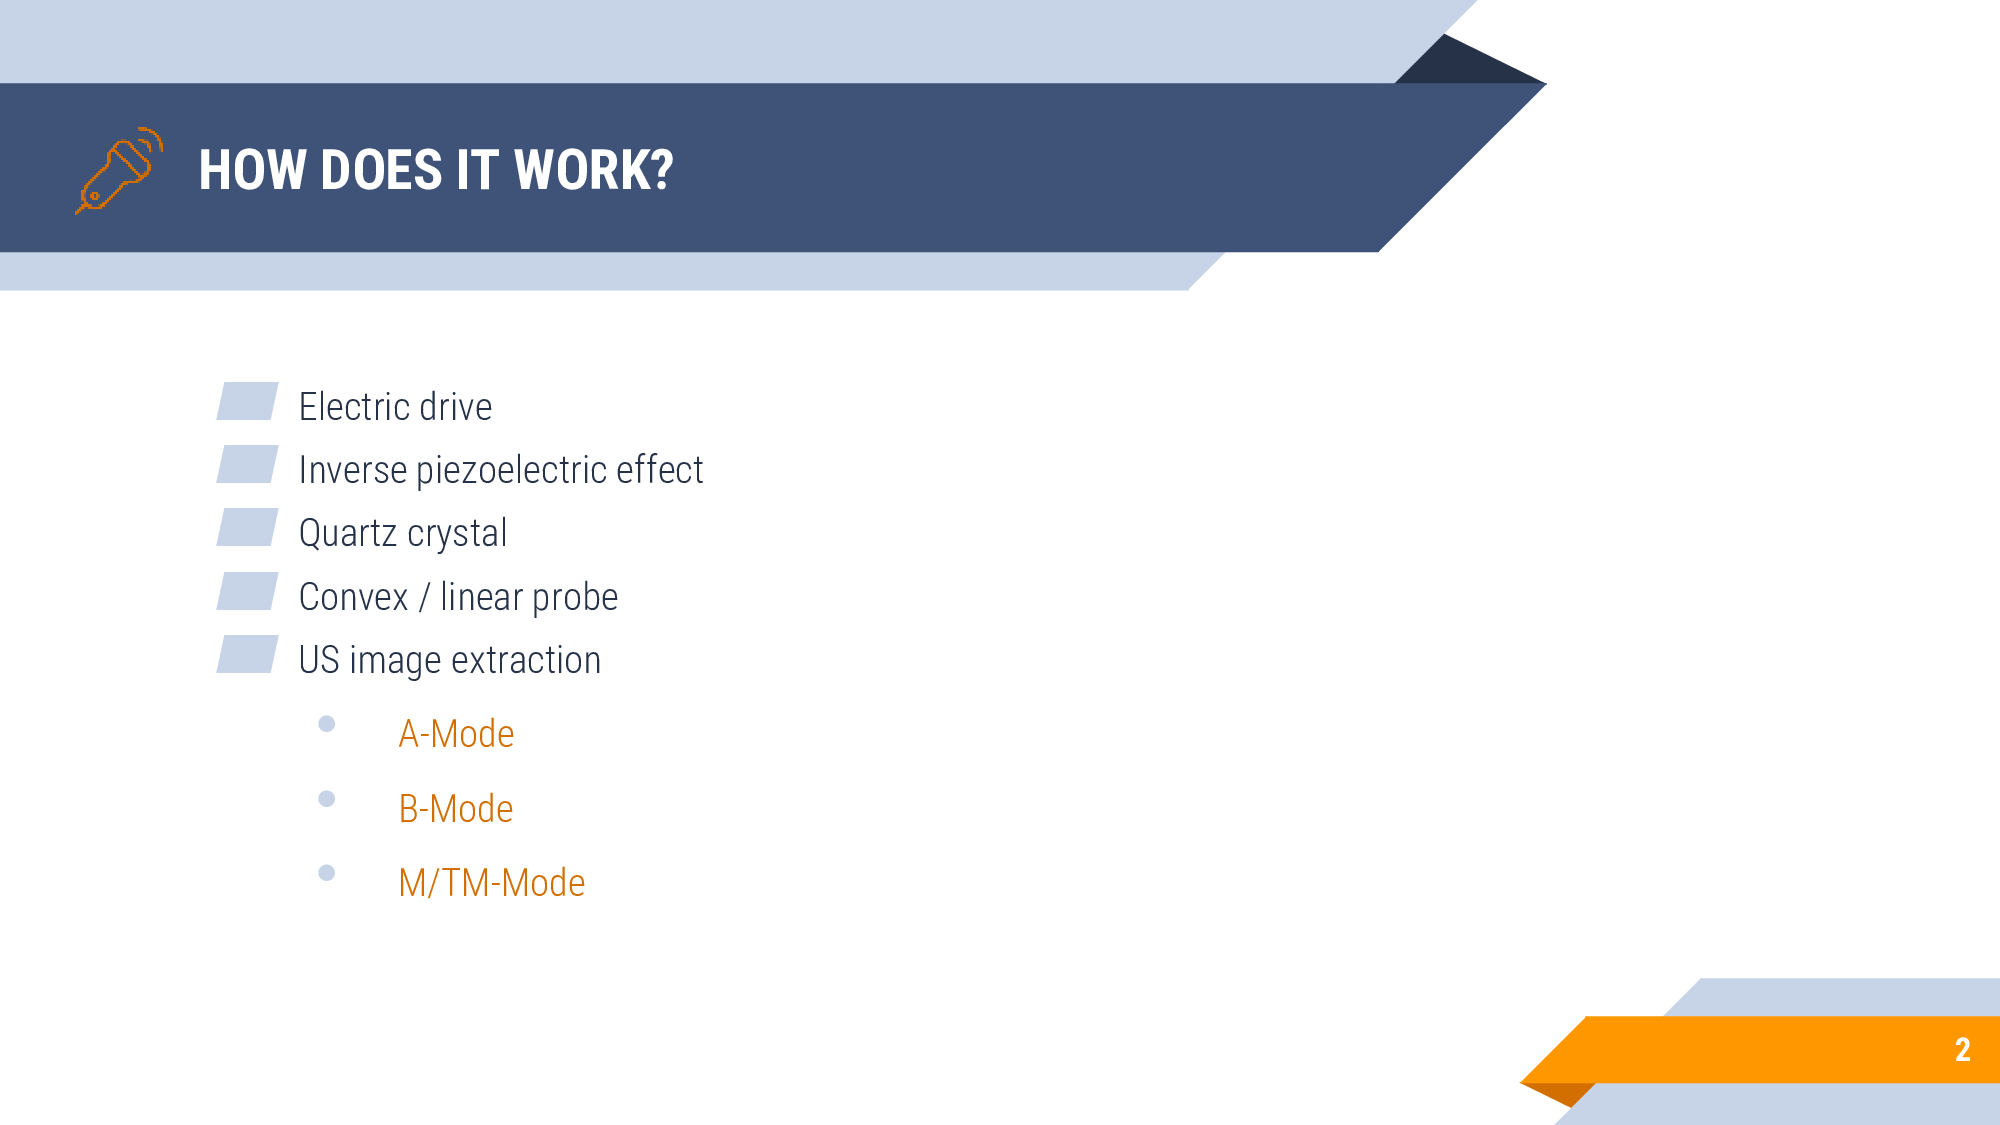 HOW DOES IT WORK?
Electric drive
Inverse piezoelectric effect
Quartz crystal
Convex / linear probe
US image extraction
A-Mode
B-Mode
M/TM-Mode
2